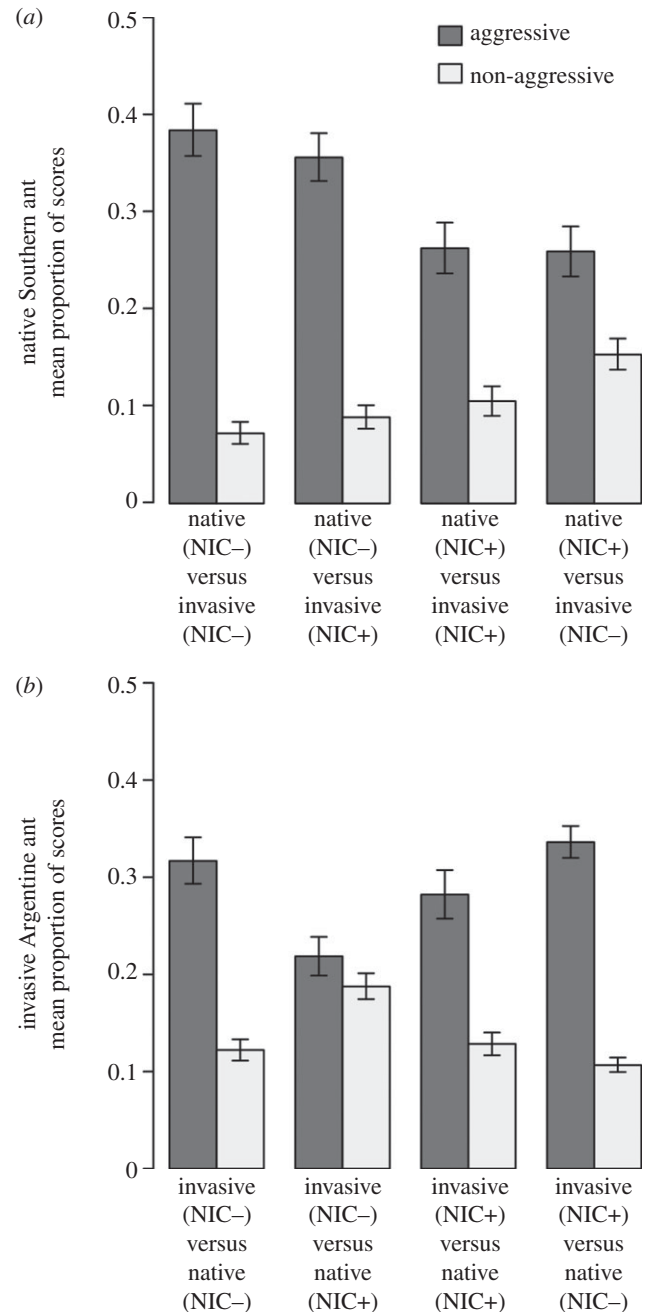 (a)
0.5
aggressive
non-aggressive
0.4
0.3
0.2
0.1
0
native Southern ant
mean proportion of scores
native native native native
(NIC–) (NIC–) (NIC+) (NIC+)
versus versus versus versus
invasive invasive invasive invasive
(NIC–) (NIC+) (NIC+) (NIC–)
(b)
0.5
0.4
0.3
0.2
0.1
0
invasive Argentine ant
mean proportion of scores
invasive invasive invasive invasive
(NIC–) (NIC–) (NIC+) (NIC+)
versus versus versus versus
native native native native
(NIC–) (NIC+) (NIC+) (NIC–)